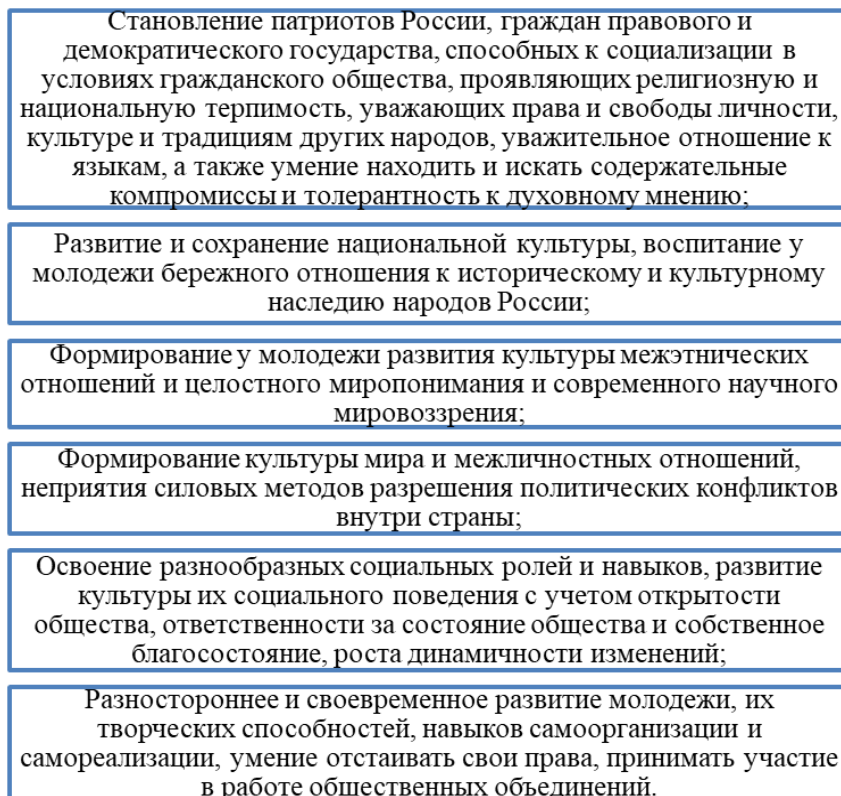 Становление патриотов России, граждан правового и
демократического государства, способных к социализации в
условиях гражданского общества, проявляющих религиозную и
национальную терпимость, уважающих права и свободы личности,
культуре и традициям других народов, уважительное отношение к
языкам, а также умение находить и искать содержательные
компромиссы и толерантность к духовному мнению;
Развитие и сохранение национальной культуры, воспитание у
молодежи бережного отношения к историческому и культурному
наследию народов России;
Формирование у молодежи развития культуры межэтнических
отношений и целостного миропонимания и современного научного
мировоззрения;
Формирование культуры мира и межличностных отношений,
неприятия силовых методов разрешения политических конфликтов
внутри страны;
Освоение разнообразных социальных ролей и навыков, развитие
культуры их социального поведения с учетом открытости
общества, ответственности за состояние общества и собственное
благосостояние, роста динамичности изменений;
Разностороннее и своевременное развитие молодежи, их
творческих способностей, навыков самоорганизации и
самореализации, умение отстаивать свои права, принимать участие
в работе общественных объединений.